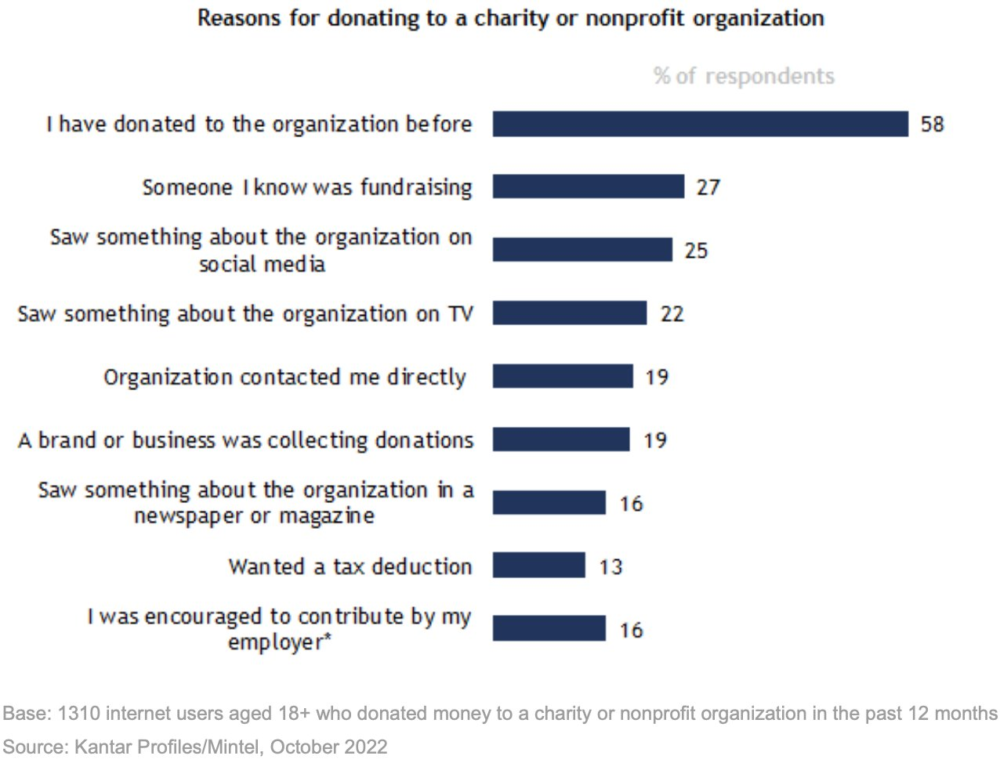 Reasons for donating to a charity or nonprofit organization
% of respondents
I have donated to the organization before 58
Someone I know was fundraising 27
Saw something about the organization on
social media 25
Saw something about the organization on TV 22
Organization contacted me directly 19
A brand or business was collecting donations 19
Saw something about the organization in a
newspaper or magazine 16
Wanted a tax deduction 13
I was encouraged to contribute by my
employer* 16
Base: 1310 internet users aged 18+ who donated money to a charity or nonprofit organization in the past 12 months
Source: Kantar Profiles/Mintel, October 2022